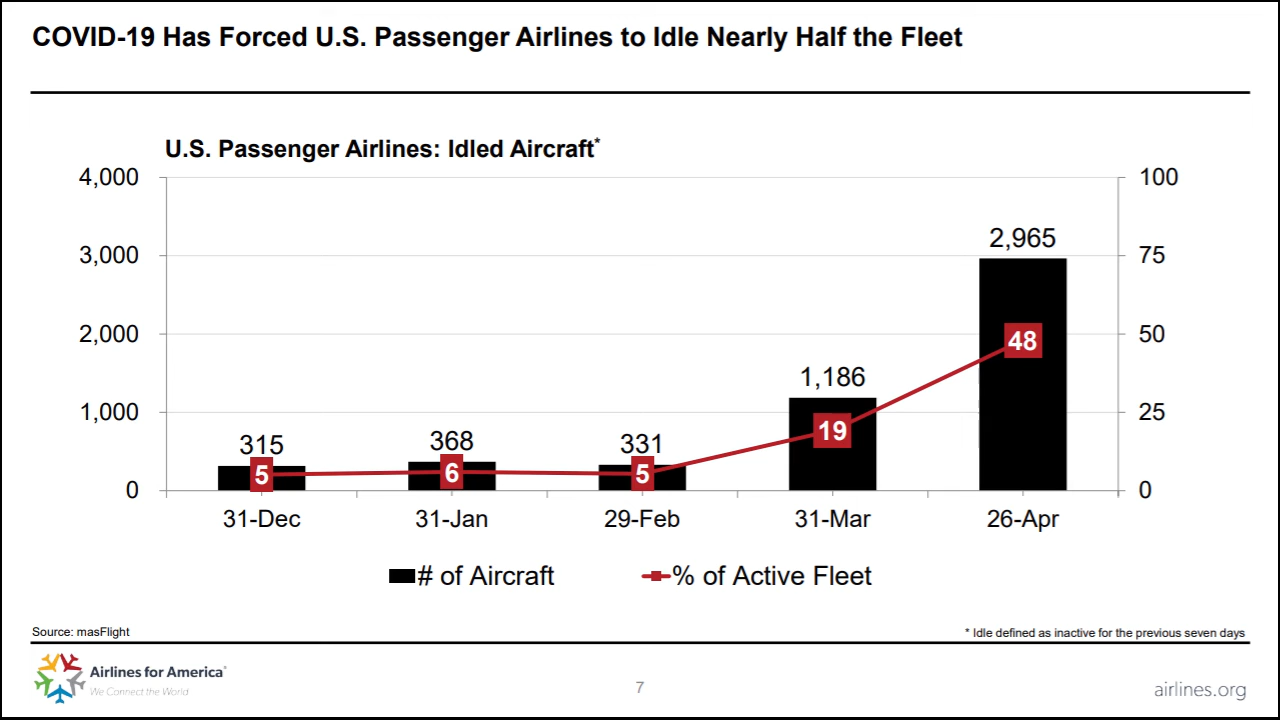 COVID-19 Has Forced U.S. Passenger Airlines to Idle Nearly Half the Fleet
U.S. Passenger Airlines: Idled Aircraft*
4,000
3,000
2,000
1,000
0
100
75
50
25
0
315
368
331
1,186
2,965
5
6
5
19
48
31-Dec
31-Jan
29-Feb
31-Mar
26-Apr
# of Aircraft
% of Active Fleet
Source: masFlight
* Idle defined as inactive for the previous seven days
Airlines for America®
We Connect the World
7
airlines.org